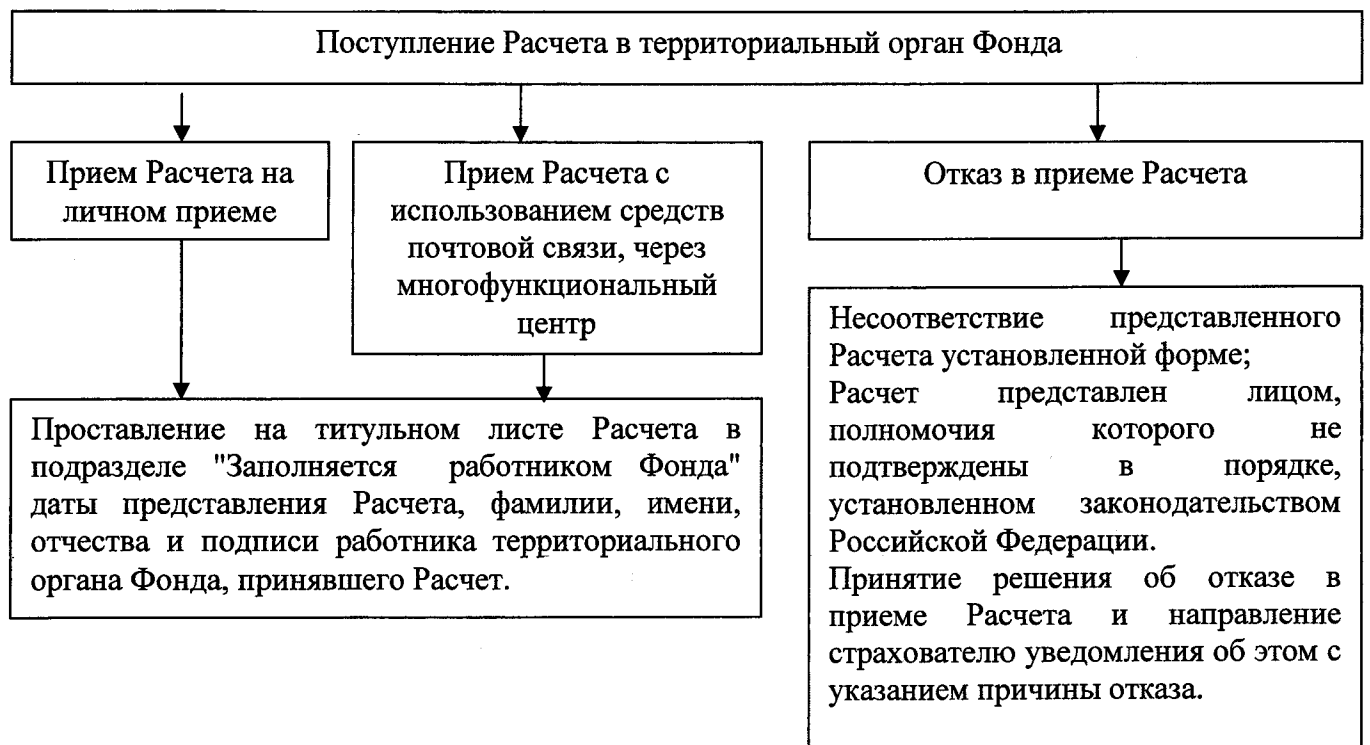 Поступление Расчета в территориальный орган Фонда
Прием Расчета на
личном приеме
Прием Расчета с
использованием средств
почтовой связи, через
многофункциональный
центр
Отказ в приеме Расчета
Проставление на титульном листе Расчета в
подразделе "Заполняется работником Фонда"
даты представления Расчета, фамилии, имени,
отчества и подписи работника территориального
органа Фонда, принявшего Расчет.
Несоответствие представленного
Расчета установленной форме;
Расчет представлен лицом,
полномочия которого не
подтверждены в порядке,
установленном законодательством
Российской Федерации.
Принятие решения об отказе в
приеме Расчета и направление
страхователю уведомления об этом с
указанием причины отказа.